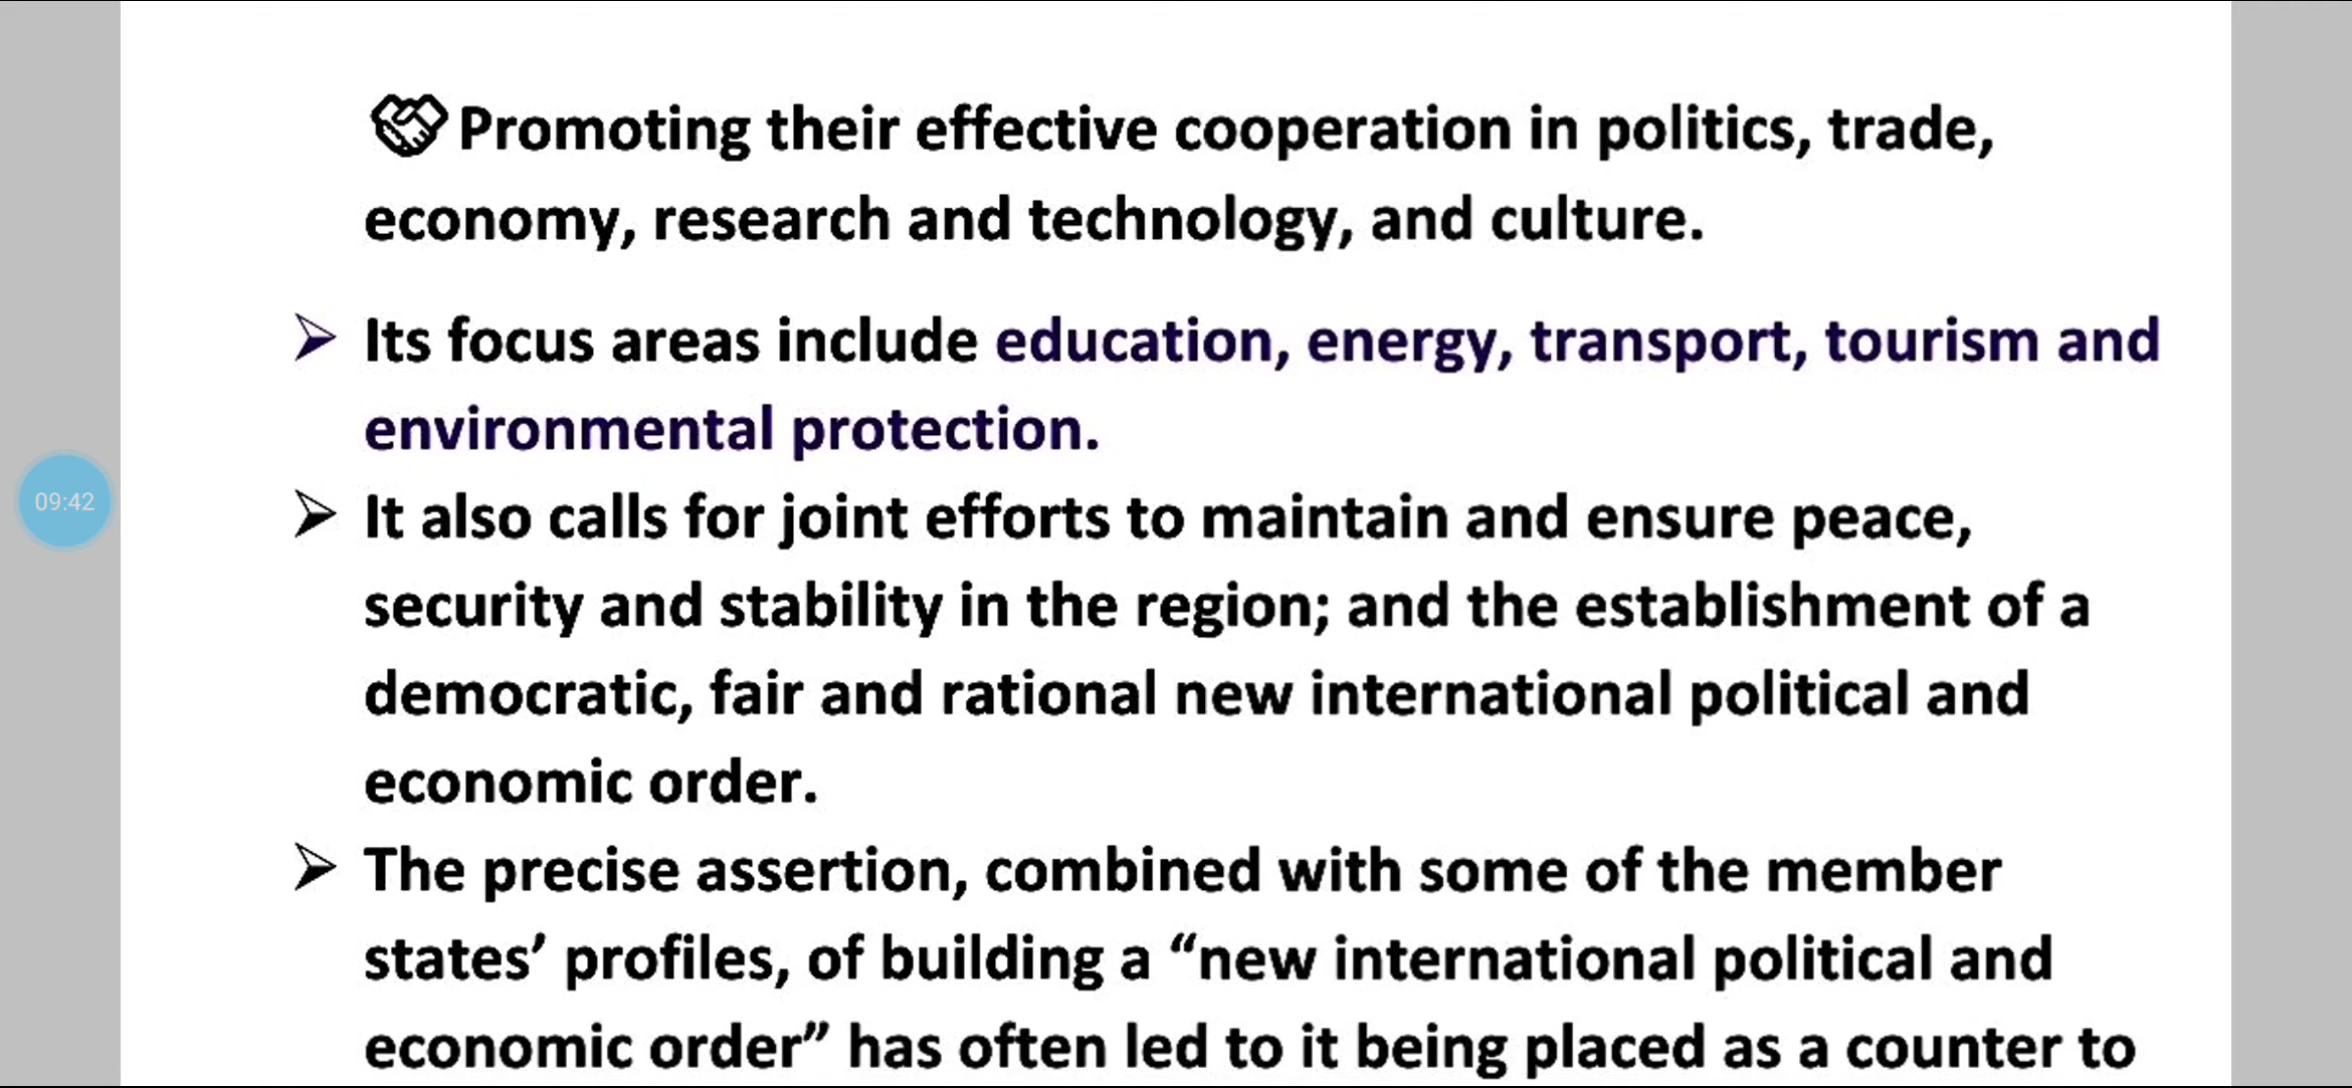 Promoting their effective cooperation in politics, trade,
economy, research and technology, and culture.
Its focus areas include education, energy, transport, tourism and
environmental protection.
09:42
It also calls for joint efforts to maintain and ensure peace,
security and stability in the region; and the establishment of a
democratic, fair and rational new international political and
economic order.
The precise assertion, combined with some of the member
states’ profiles, of building a “new international political and
economic order” has often led to it being placed as a counter to